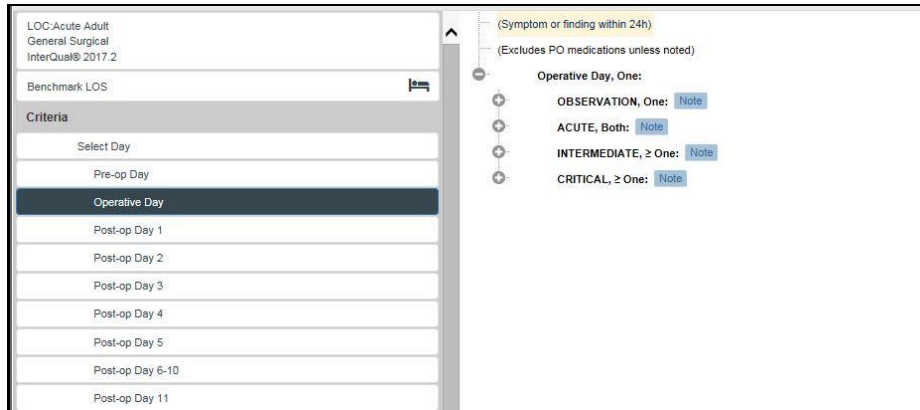 LOC:Acute Adult
General Surgical
InterQual® 2017.2
Benchmark LOS
Criteria
Select Day
Pre-op Day
Operative Day
Post-op Day 1
Post-op Day 2
Post-op Day 3
Post-op Day 4
Post-op Day 5
Post-op Day 6-10
Post-op Day 11
(Symptom or finding within 24h)
(Excludes PO medications unless noted)
Operative Day, One:
OBSERVATION, One: Note
ACUTE, Both: Note
INTERMEDIATE, ≥ One: Note
CRITICAL, ≥ One: Note